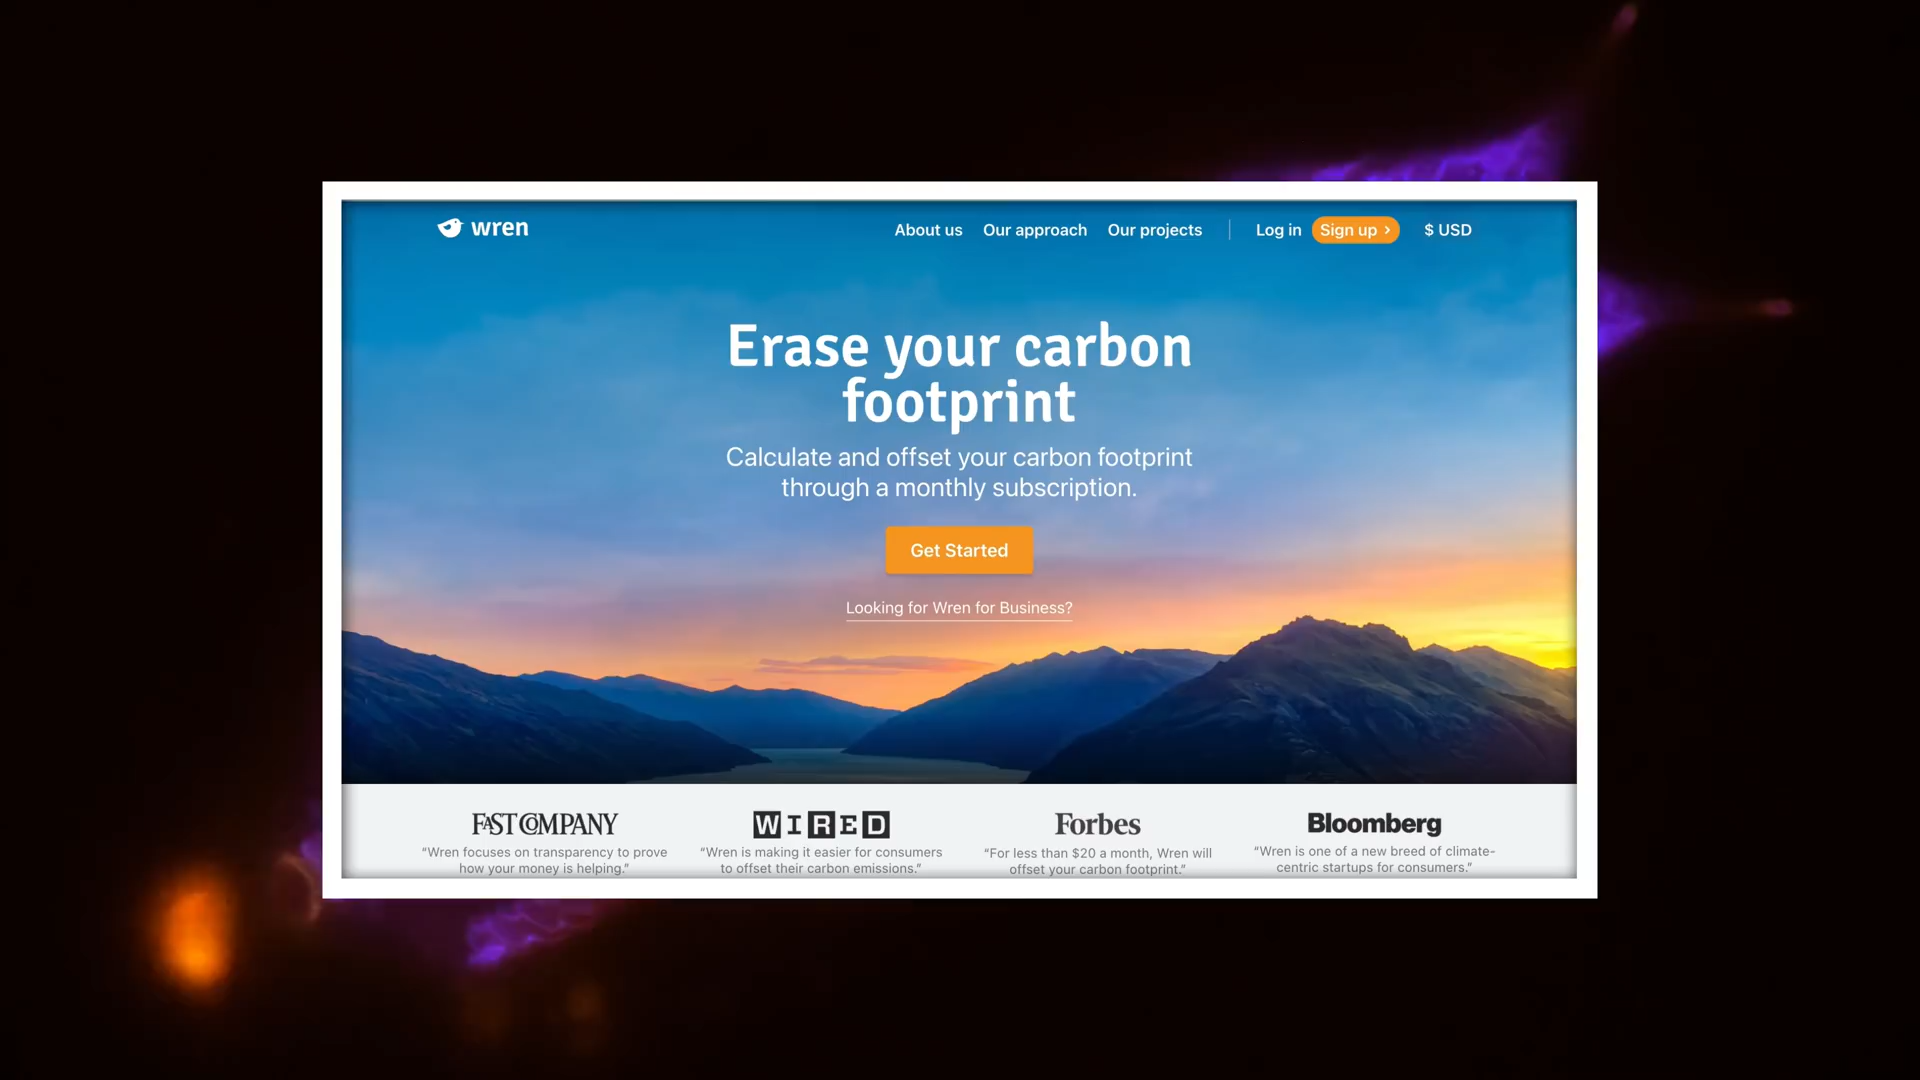 wren
About us Our approach Our projects Log in Sign up › $ USD
Erase your carbon
footprint
Calculate and offset your carbon footprint
through a monthly subscription.
Get Started
Looking for Wren for Business?
FAST COMPANY
“Wren focuses on transparency to prove
how your money is helping.”
WIRED
“Wren is making it easier for consumers
to offset their carbon emissions.”
Forbes
“For less than $20 a month, Wren will
offset your carbon footprint.”
Bloomberg
“Wren is one of a new breed of climate-
centric startups for consumers.”